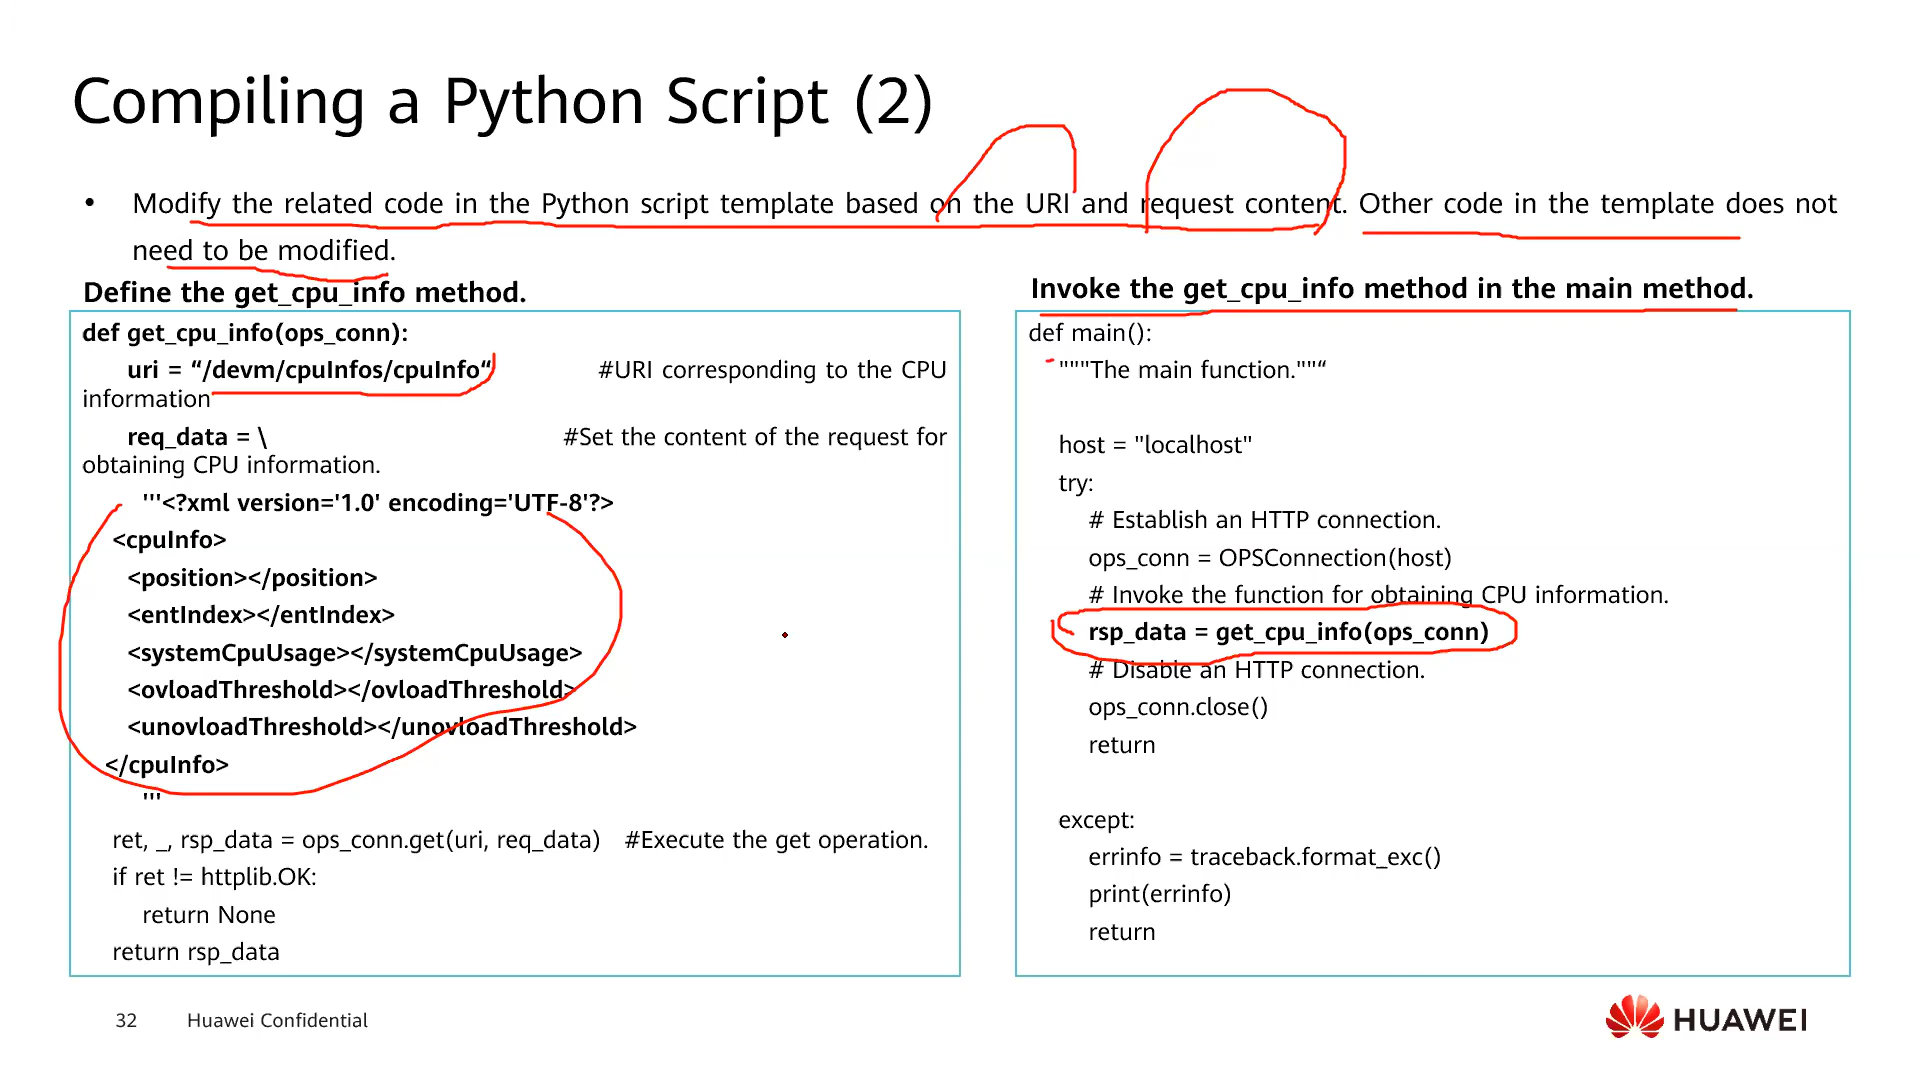 Compiling a Python Script (2)
• Modify the related code in the Python script template based on the URI and request content. Other code in the template does not
need to be modified.
Define the get_cpu_info method.
def get_cpu_info(ops_conn):
uri = “/devm/cpuInfos/cpuInfo“ #URI corresponding to the CPU
information
req_data = \ #Set the content of the request for
obtaining CPU information.
'''<?xml version='1.0' encoding='UTF-8'?>
<cpuInfo>
<position></position>
<entIndex></entIndex>
<systemCpuUsage></systemCpuUsage>
<ovloadThreshold></ovloadThreshold>
<unovloadThreshold></unovloadThreshold>
</cpuInfo>
'''
ret, _, rsp_data = ops_conn.get(uri, req_data) #Execute the get operation.
if ret != httplib.OK:
return None
return rsp_data
Invoke the get_cpu_info method in the main method.
def main():
"""The main function.""“
host = "localhost"
try:
# Establish an HTTP connection.
ops_conn = OPSConnection(host)
# Invoke the function for obtaining CPU information.
rsp_data = get_cpu_info(ops_conn)
# Disable an HTTP connection.
ops_conn.close()
return
except:
errinfo = traceback.format_exc()
print(errinfo)
return
32 Huawei Confidential
HUAWEI